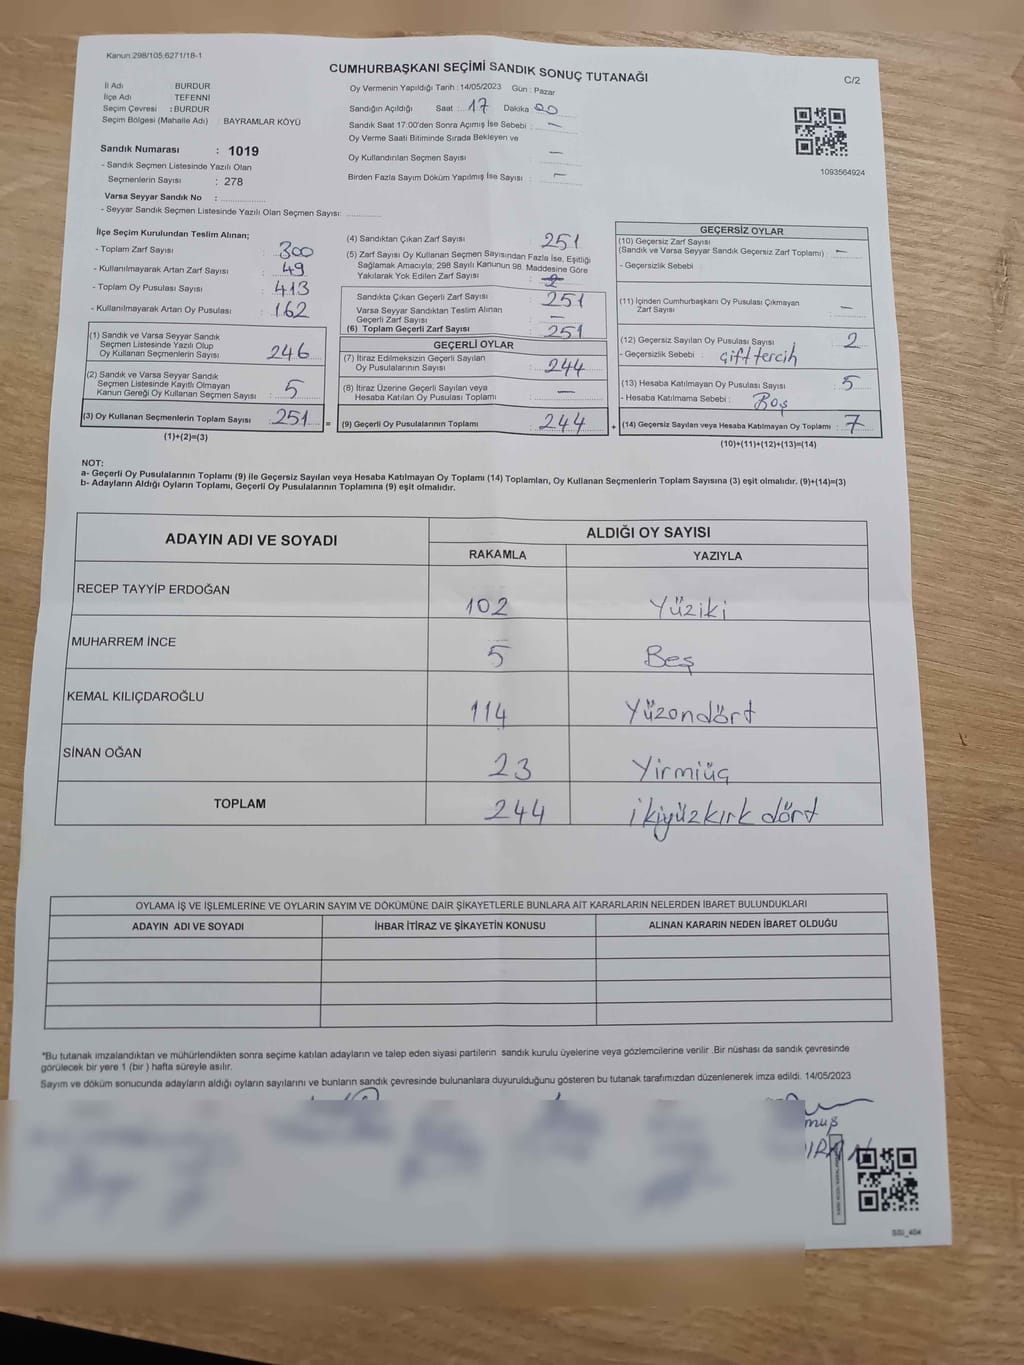 Kanun:298/105;6271/18-1
CUMHURBAŞKANI SEÇİMİ SANDIK SONUÇ TUTANAĞI
C/2
İl Adı : BURDUR
İlçe Adı : TEFENNİ
Seçim Çevresi : BURDUR
Seçim Bölgesi (Mahalle Adı) : BAYRAMLAR KÖYÜ
Sandık Numarası : 1019
- Sandık Seçmen Listesinde Yazılı Olan
Seçmenlerin Sayısı : 278
Varsa Seyyar Sandık No :
- Seyyar Sandık Seçmen Listesinde Yazılı Olan Seçmen Sayısı:
Oy Vermenin Yapıldığı Tarih : 14/05/2023 Gün : Pazar
Sandığın Açıldığı Saat : 17 Dakika 00
Sandık Saat 17:00'den Sonra Açımış İse Sebebi : —
Oy Verme Saati Bitiminde Sırada Bekleyen ve
Oy Kullandırılan Seçmen Sayısı —
Birden Fazla Sayım Döküm Yapılmış İse Sayısı : —
1093564924
İlçe Seçim Kurulundan Teslim Alınan;
- Toplam Zarf Sayısı : 300
- Kullanılmayarak Artan Zarf Sayısı : 49
- Toplam Oy Pusulası Sayısı : 413
- Kullanılmayarak Artan Oy Pusulası : 162
(1) Sandık ve Varsa Seyyar Sandık
Seçmen Listesinde Yazılı Olup
Oy Kullanan Seçmenlerin Sayısı 246
(2) Sandık ve Varsa Seyyar Sandık
Seçmen Listesinde Kayıtlı Olmayan
Kanun Gereği Oy Kullanan Seçmen Sayısı : 5
(3) Oy Kullanan Seçmenlerin Toplam Sayısı : 251
(1)+(2)=(3)
(4) Sandıktan Çıkan Zarf Sayısı : 251
(5) Zarf Sayısı Oy Kullanan Seçmen Sayısından Fazla İse, Eşitliği
Sağlamak Amacıyla; 298 Sayılı Kanunun 98. Maddesine Göre
Yakılarak Yok Edilen Zarf Sayısı :
Sandıkta Çıkan Geçerli Zarf Sayısı : 251
Varsa Seyyar Sandıktan Teslim Alınan
Geçerli Zarf Sayısı : —
(6) Toplam Geçerli Zarf Sayısı : 251
GEÇERLİ OYLAR
(7) İtiraz Edilmeksizin Geçerli Sayılan
Oy Pusulalarının Sayısı : 244
(8) İtiraz Üzerine Geçerli Sayılan veya
Hesaba Katılan Oy Pusulası Toplamı : —
= (9) Geçerli Oy Pusulalarının Toplamı : 244 +
GEÇERSİZ OYLAR
(10) Geçersiz Zarf Sayısı
(Sandık ve Varsa Seyyar Sandık Geçersiz Zarf Toplamı) : —
- Geçersizlik Sebebi :
(11) İçinden Cumhurbaşkanı Oy Pusulası Çıkmayan
Zarf Sayısı : —
(12) Geçersiz Sayılan Oy Pusulası Sayısı : 2
- Geçersizlik Sebebi : çift tercih
(13) Hesaba Katılmayan Oy Pusulası Sayısı : 5
- Hesaba Katılmama Sebebi : Boş
(14) Geçersiz Sayılan veya Hesaba Katılmayan Oy Toplamı : 7
(10)+(11)+(12)+(13)=(14)
NOT:
a- Geçerli Oy Pusulalarının Toplamı (9) ile Geçersiz Sayılan veya Hesaba Katılmayan Oy Toplamı (14) Toplamları, Oy Kullanan Seçmenlerin Toplam Sayısına (3) eşit olmalıdır. (9)+(14)=(3)
b- Adayların Aldığı Oyların Toplamı, Geçerli Oy Pusulalarının Toplamına (9) eşit olmalıdır.
ADAYIN ADI VE SOYADI
ALDIĞI OY SAYISI
RAKAMLA YAZIYLA
RECEP TAYYİP ERDOĞAN 102 Yüziki
MUHARREM İNCE 5 Beş
KEMAL KILIÇDAROĞLU 114 Yüzondört
SİNAN OĞAN 23 Yirmiüç
TOPLAM 244 ikiyüzkırk dört
OYLAMA İŞ VE İŞLEMLERİNE VE OYLARIN SAYIM VE DÖKÜMÜNE DAİR ŞİKAYETLERLE BUNLARA AİT KARARLARIN NELERDEN İBARET BULUNDUKLARI
ADAYIN ADI VE SOYADI İHBAR İTİRAZ VE ŞİKAYETİN KONUSU ALINAN KARARIN NEDEN İBARET OLDUĞU
*Bu tutanak imzalandıktan ve mühürlendikten sonra seçime katılan adayların ve talep eden siyasi partilerin sandık kurulu üyelerine veya gözlemcilerine verilir .Bir nüshası da sandık çevresinde
görülecek bir yere 1 (bir ) hafta süreyle asılır.
Sayım ve döküm sonucunda adayların aldığı oyların sayılarını ve bunların sandık çevresinde bulunanlara duyurulduğunu gösteren bu tutanak tarafımızdan düzenlenerek imza edildi. 14/05/2023